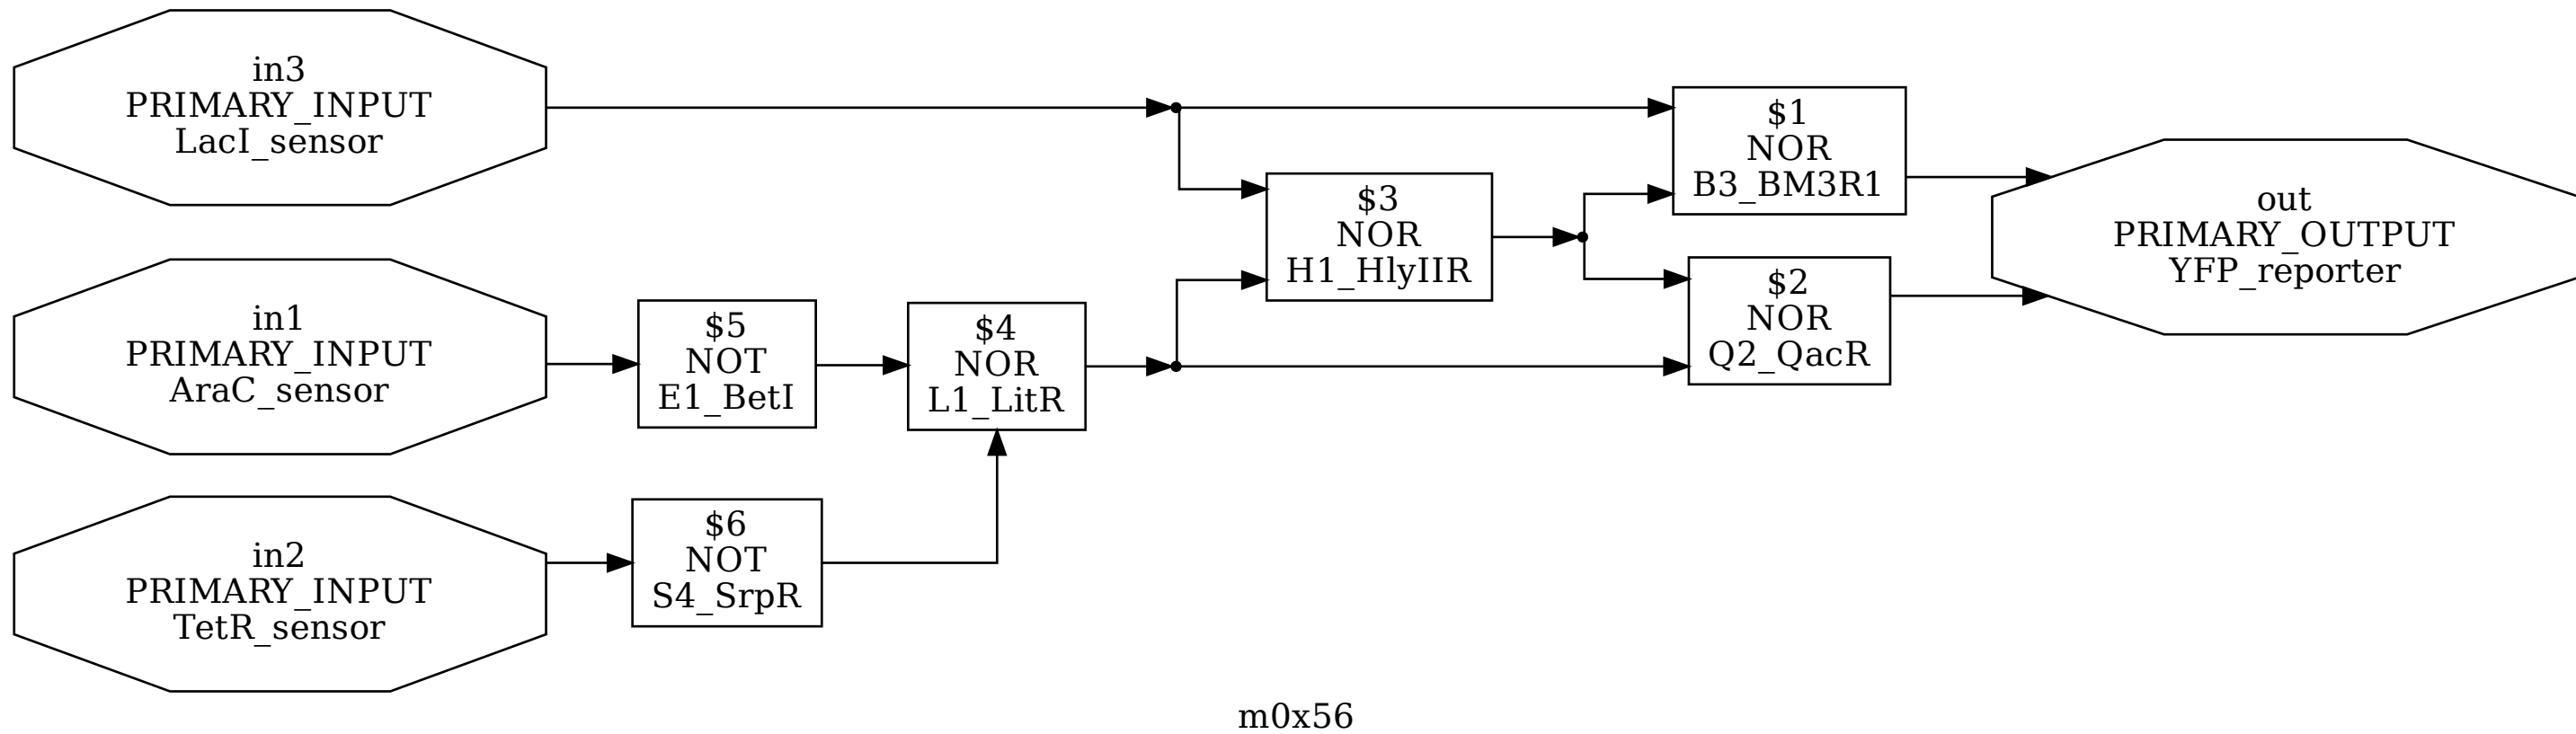 in3
PRIMARY_INPUT
LacI_sensor
$1
NOR
B3_BM3R1
$3
NOR
H1_HlyIIR
out
PRIMARY_OUTPUT
YFP_reporter
in1
PRIMARY_INPUT
AraC_sensor
$5
NOT
E1_BetI
$4
NOR
L1_LitR
$2
NOR
Q2_QacR
in2
PRIMARY_INPUT
TetR_sensor
$6
NOT
S4_SrpR
m0x56